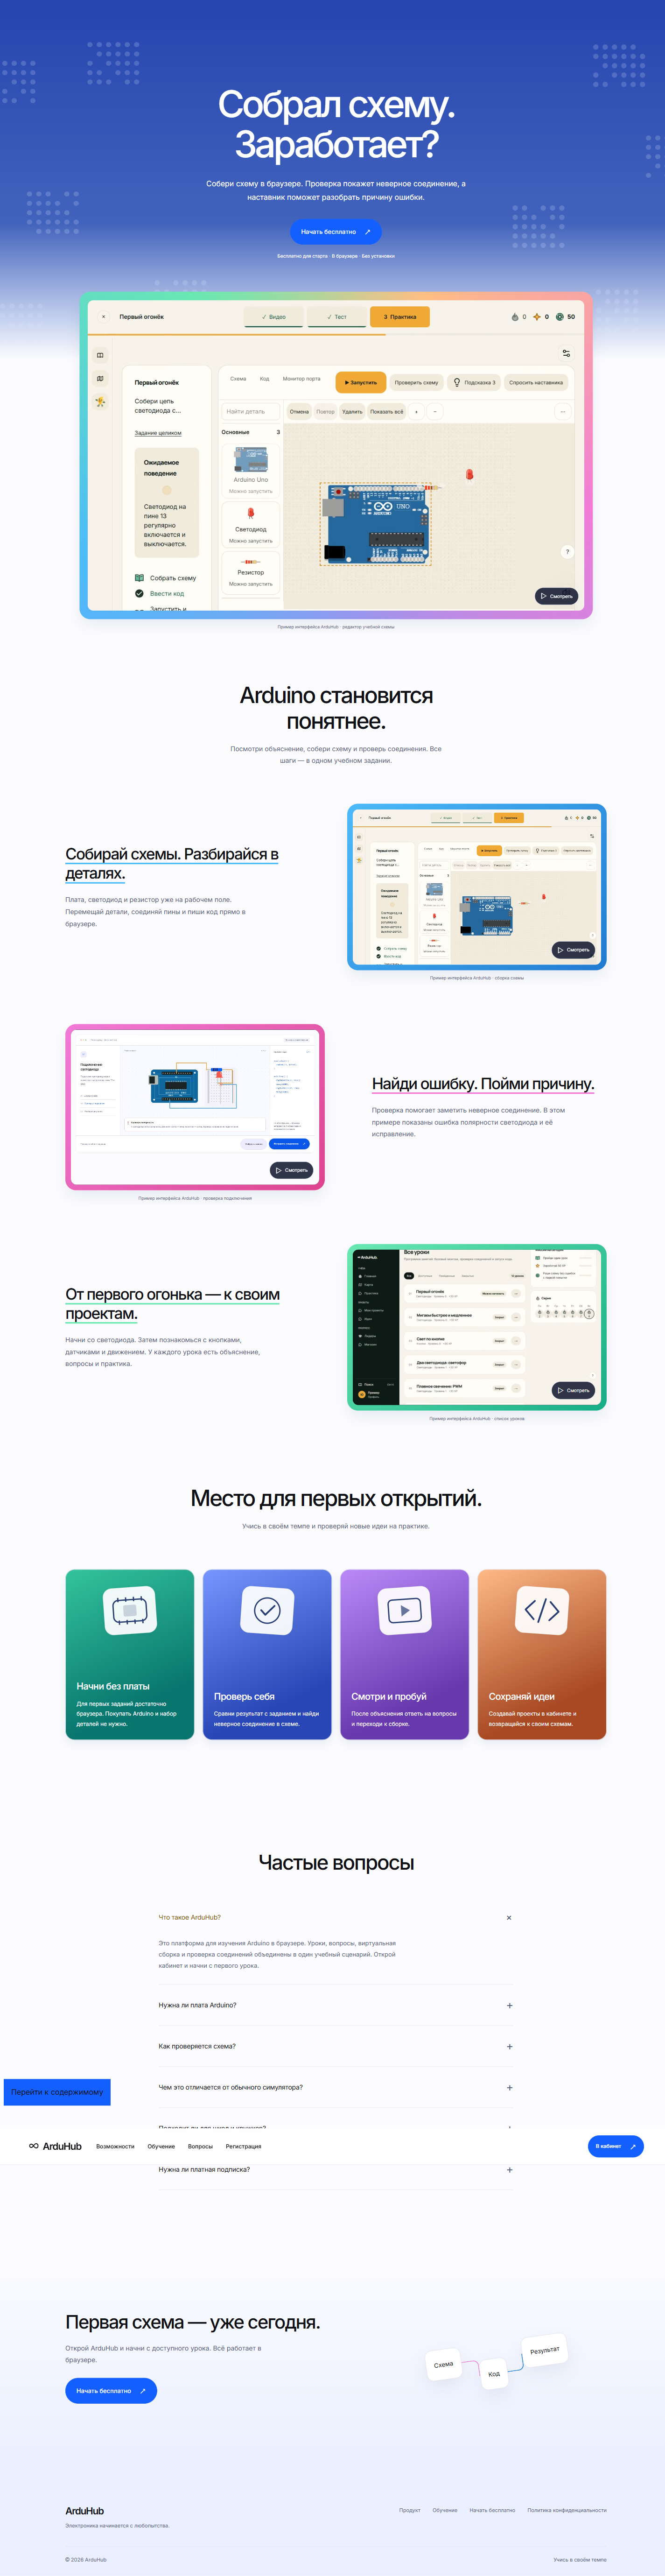 Собрал схему.
Заработает?
Собери схему в браузере. Проверка покажет неверное соединение, а
наставник поможет разобрать причину ошибки.
Начать бесплатно ↗
Бесплатно для старта · В браузере · Без установки
× Первый огонёк ✓ Видео ✓ Тест 3 Практика 0 0 50
Первый огонёк
Собери цепь
светодиода с...
Задание целиком
Ожидаемое
поведение
Светодиод на
пине 13
регулярно
включается и
выключается.
Собрать схему
Ввести код
Запустить и
Схема Код Монитор порта ▶ Запустить Проверить схему Подсказка 3 Спросить наставника
Найти деталь Отмена Повтор Удалить Показать всё + −
Основные 3
Arduino Uno
Можно запустить
Светодиод
Можно запустить
Резистор
Можно запустить
UNO
?
Смотреть
Пример интерфейса ArduHub · редактор учебной схемы
Arduino становится
понятнее.
Посмотри объяснение, собери схему и проверь соединения. Все
шаги — в одном учебном задании.
Собирай схемы. Разбирайся в
деталях.
Плата, светодиод и резистор уже на рабочем поле.
Перемещай детали, соединяй пины и пиши код прямо в
браузере.
Первый огонёк
Смотреть
Пример интерфейса ArduHub · сборка схемы
Смотреть
Пример интерфейса ArduHub · проверка подключения
Найди ошибку. Пойми причину.
Проверка помогает заметить неверное соединение. В этом
примере показаны ошибка полярности светодиода и её
исправление.
От первого огонька — к своим
проектам.
Начни со светодиода. Затем познакомься с кнопками,
датчиками и движением. У каждого урока есть объяснение,
вопросы и практика.
ArduHub
Все уроки
Первый огонёк
Мигаем быстрее и медленнее
Свет по кнопке
Два светодиода: светофор
Плавное свечение: PWM
Смотреть
Пример интерфейса ArduHub · список уроков
Место для первых открытий.
Учись в своём темпе и проверяй новые идеи на практике.
Начни без платы
Для первых заданий достаточно
браузера. Покупать Arduino и набор
деталей не нужно.
Проверь себя
Сравни результат с заданием и найди
неверное соединение в схеме.
Смотри и пробуй
После объяснения ответь на вопросы
и переходи к сборке.
Сохраняй идеи
Создавай проекты в кабинете и
возвращайся к своим схемам.
Частые вопросы
Что такое ArduHub? ×
Это платформа для изучения Arduino в браузере. Уроки, вопросы, виртуальная
сборка и проверка соединений объединены в один учебный сценарий. Открой
кабинет и начни с первого урока.
Нужна ли плата Arduino? +
Как проверяется схема? +
Чем это отличается от обычного симулятора? +
Перейти к содержимому
ArduHub Возможности Обучение Вопросы Регистрация В кабинет ↗
Нужна ли платная подписка? +
Первая схема — уже сегодня.
Открой ArduHub и начни с доступного урока. Всё работает в
браузере.
Начать бесплатно ↗
Схема
Код
Результат
ArduHub
Электроника начинается с любопытства.
Продукт Обучение Начать бесплатно Политика конфиденциальности
© 2026 ArduHub
Учись в своём темпе